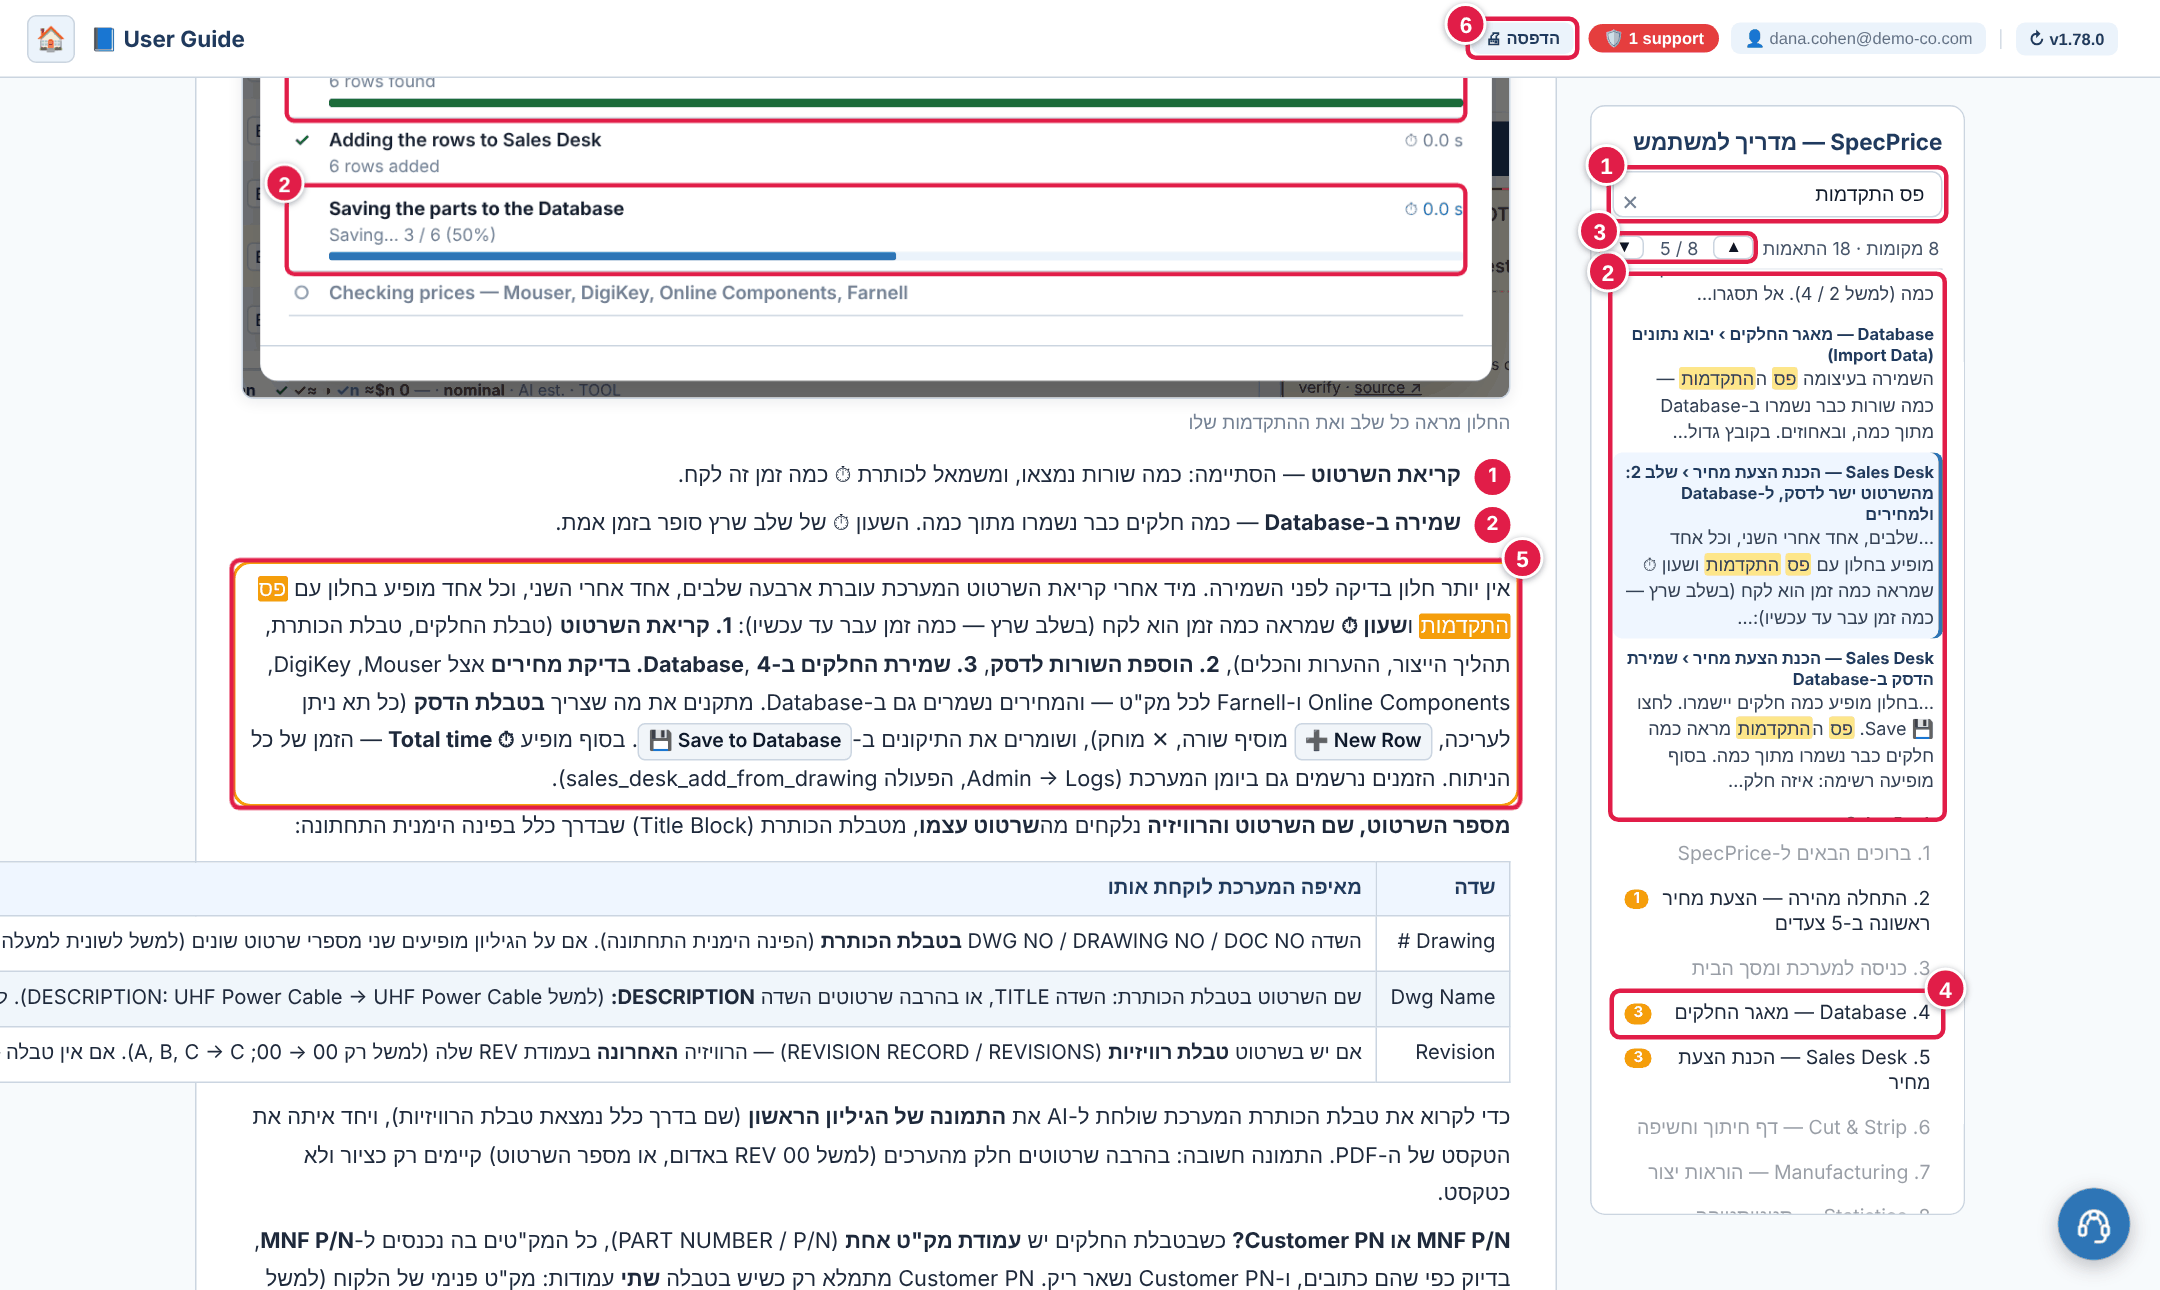 🏠 📘 User Guide
6
🖨 הדפסה
🛡️ 1 support
👤 dana.cohen@demo-co.com
↻ v1.78.0
SpecPrice — מדריך למשתמש
1
פס התקדמות
✕
3
8 מקומות · 18 התאמות
▲ 5 / 8 ▼
2
כמה (למשל 2 / 4). אל תסגרו...
Database — מאגר החלקים › יבוא נתונים
(Import Data)
השמירה בעיצומה פס ההתקדמות —
כמה שורות כבר נשמרו ב-Database
מתוך כמה, ובאחוזים. בקובץ גדול...
Sales Desk — הכנת הצעת מחיר › שלב 2:
מהשרטוט ישר לדסק, ל-Database
ולמחירים
...שלבים, אחד אחרי השני, וכל אחד
מופיע בחלון עם פס התקדמות ושעון ⏱
שמראה כמה זמן הוא לקח (בשלב שרץ —
כמה זמן עבר עד עכשיו):...
Sales Desk — הכנת הצעת מחיר › שמירת
הדסק ב-Database
...בחלון מופיע כמה חלקים יישמרו. לחצו
💾 Save. פס ההתקדמות מראה כמה
חלקים כבר נשמרו מתוך כמה. בסוף
מופיעה רשימה: איזה חלק...
1. ברוכים הבאים ל-SpecPrice
2. התחלה מהירה — הצעת מחיר
ראשונה ב-5 צעדים
1
3. כניסה למערכת ומסך הבית
4
4. Database — מאגר החלקים
3
5. Sales Desk — הכנת הצעת
מחיר
3
6. Cut & Strip — דף חיתוך וחשיפה
7. Manufacturing — הוראות יצור
6 rows found
✓ Adding the rows to Sales Desk ⏱ 0.0 s
6 rows added
2
Saving the parts to the Database ⏱ 0.0 s
Saving... 3 / 6 (50%)
Checking prices — Mouser, DigiKey, Online Components, Farnell
≈$n 0 — · nominal · AI est. · TOOL
verify · source ↗
החלון מראה כל שלב ואת ההתקדמות שלו
1 קריאת השרטוט — הסתיימה: כמה שורות נמצאו, ומשמאל לכותרת ⏱ כמה זמן זה לקח.
2 שמירה ב-Database — כמה חלקים כבר נשמרו מתוך כמה. השעון ⏱ של שלב שרץ סופר בזמן אמת.
5
אין יותר חלון בדיקה לפני השמירה. מיד אחרי קריאת השרטוט המערכת עוברת ארבעה שלבים, אחד אחרי השני, וכל אחד מופיע בחלון עם פס
התקדמות ושעון ⏱ שמראה כמה זמן הוא לקח (בשלב שרץ — כמה זמן עבר עד עכשיו): 1. קריאת השרטוט (טבלת החלקים, טבלת הכותרת,
תהליך הייצור, ההערות והכלים), 2. הוספת השורות לדסק, 3. שמירת החלקים ב-Database, 4. בדיקת מחירים אצל Mouser, DigiKey,
Online Components ו-Farnell לכל מק"ט — והמחירים נשמרים גם ב-Database. מתקנים את מה שצריך בטבלת הדסק (כל תא ניתן
לעריכה, ➕ New Row מוסיף שורה, ✕ מוחק), ושומרים את התיקונים ב-💾 Save to Database. בסוף מופיע ⏱ Total time — הזמן של כל
הניתוח. הזמנים נרשמים גם ביומן המערכת (Admin → Logs, הפעולה sales_desk_add_from_drawing).
מספר השרטוט, שם השרטוט והרוויזיה נלקחים מהשרטוט עצמו, מטבלת הכותרת (Title Block) שבדרך כלל בפינה הימנית התחתונה:
שדה מאיפה המערכת לוקחת אותו
Drawing # השדה DWG NO / DRAWING NO / DOC NO בטבלת הכותרת (הפינה הימנית התחתונה). אם על הגיליון מופיעים שני מספרי שרטוט שונים (למשל לשונית למעלה
Dwg Name שם השרטוט בטבלת הכותרת: השדה TITLE, או בהרבה שרטוטים השדה DESCRIPTION: (למשל DESCRIPTION: UHF Power Cable → UHF Power Cable).
Revision אם יש בשרטוט טבלת רוויזיות (REVISION RECORD / REVISIONS) — הרוויזיה האחרונה בעמודת REV שלה (למשל רק 00 → 00; A, B, C → C). אם אין טבלה
כדי לקרוא את טבלת הכותרת המערכת שולחת ל-AI את התמונה של הגיליון הראשון (שם בדרך כלל נמצאת טבלת הרוויזיות), ויחד איתה את
הטקסט של ה-PDF. התמונה חשובה: בהרבה שרטוטים חלק מהערכים (למשל REV 00 באדום, או מספר השרטוט) קיימים רק כציור ולא
כטקסט.
MNF P/N או Customer PN? כשבטבלת החלקים יש עמודת מק"ט אחת (PART NUMBER / P/N), כל המק"טים בה נכנסים ל-MNF P/N,
בדיוק כפי שהם כתובים, ו-Customer PN נשאר ריק. Customer PN מתמלא רק כשיש בטבלה שתי עמודות: מק"ט פנימי של הלקוח (למשל